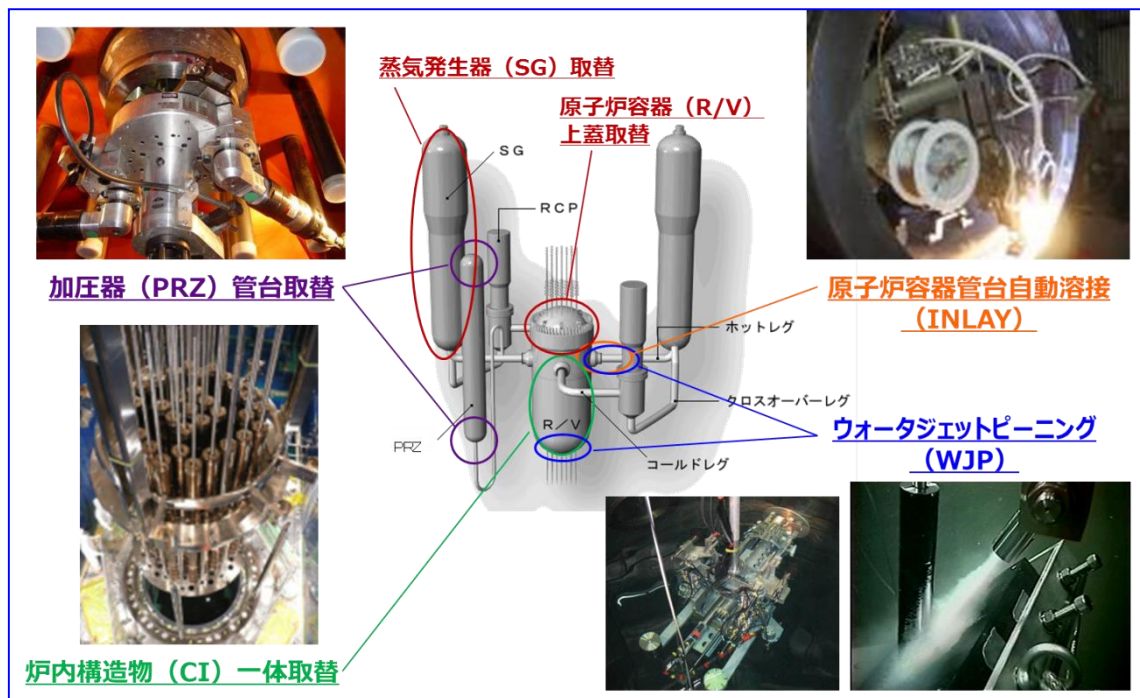 蒸気発生器（SG）取替
原子炉容器（R/V）
上蓋取替
SG
RCP
加圧器（PRZ）管台取替
原子炉容器管台自動溶接
（INLAY）
ホットレグ
クロスオーバーレグ
R／V
PRZ
コールドレグ
ウォータジェットピーニング
（WJP）
炉内構造物（CI）一体取替